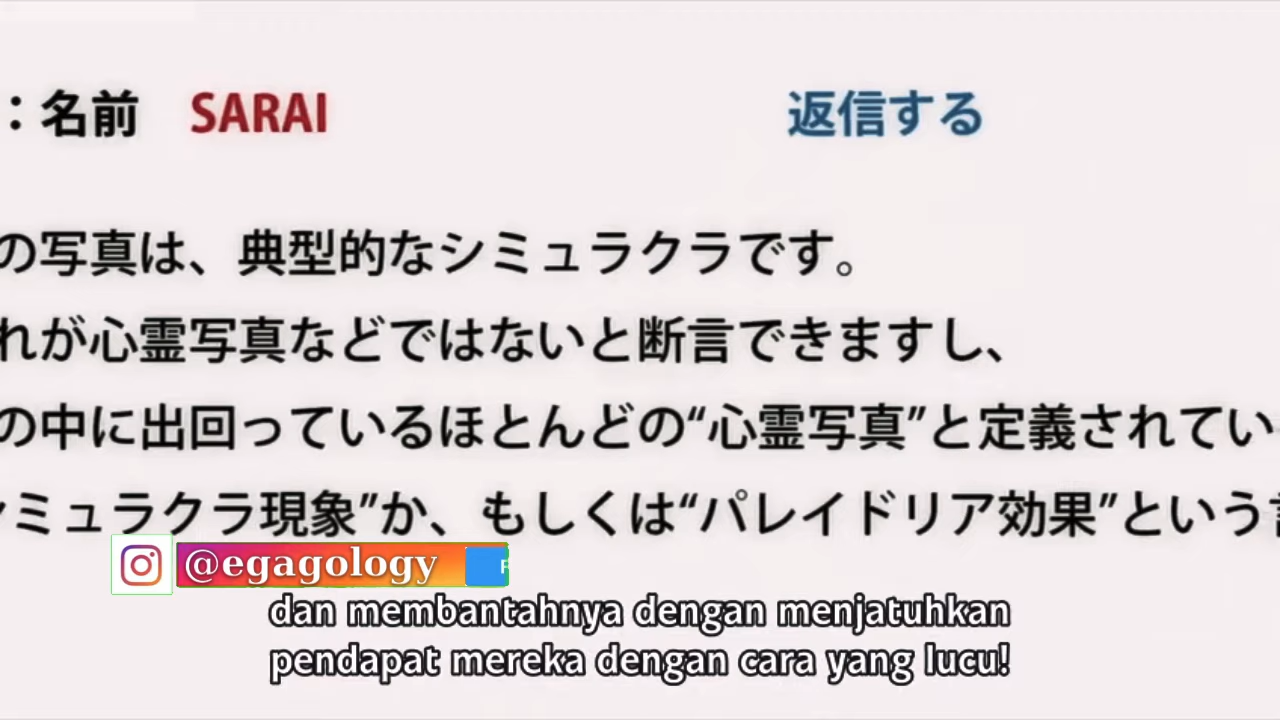 ：名前 SARAI 返信する
の写真は、典型的なシミュラクラです。
れが心霊写真などではないと断言できますし、
の中に出回っているほとんどの“心霊写真”と定義されてい
ミュラクラ現象”か、もしくは“パレイドリア効果”という
@egagology
dan membantahnya dengan menjatuhkan
pendapat mereka dengan cara yang lucu!